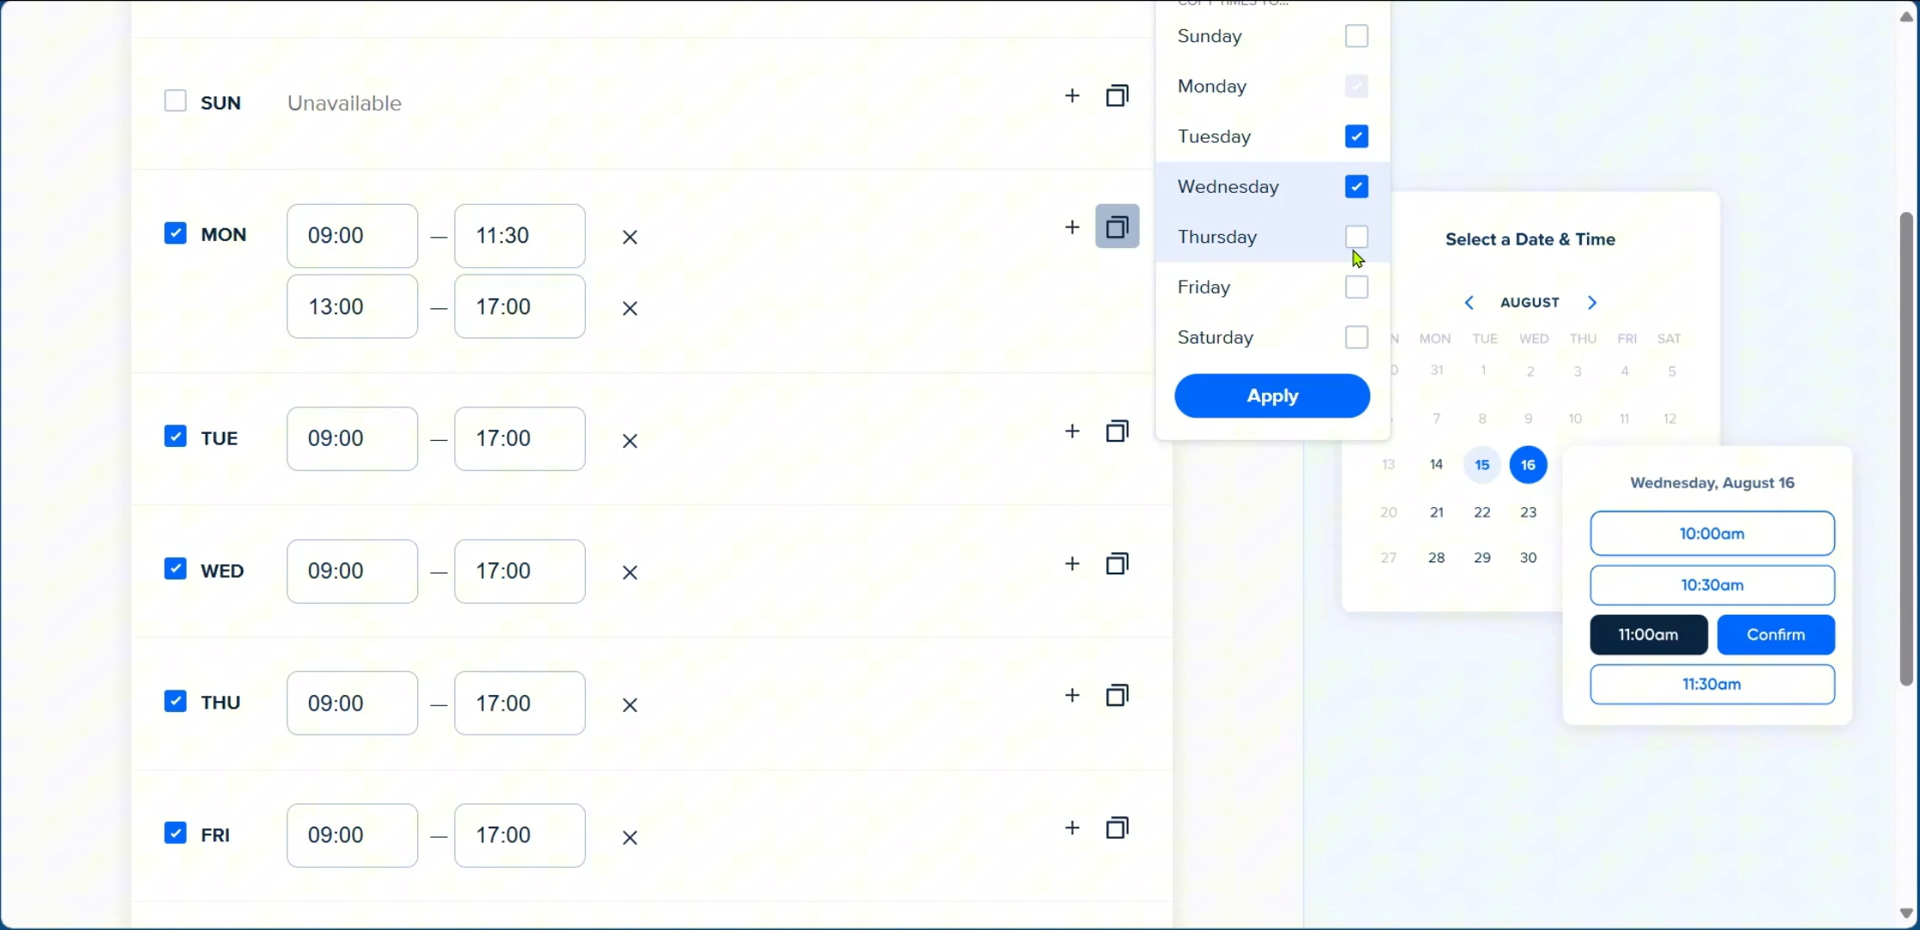 COPY TIMES TO...
Sunday
Monday
Tuesday
Wednesday
Thursday
Friday
Saturday
Apply
SUN Unavailable
MON 09:00 — 11:30
13:00 — 17:00
TUE 09:00 — 17:00
WED 09:00 — 17:00
THU 09:00 — 17:00
FRI 09:00 — 17:00
Select a Date & Time
AUGUST
N MON TUE WED THU FRI SAT
0 31 1 2 3 4 5
7 8 9 10 11 12
13 14 15 16
20 21 22 23
27 28 29 30
Wednesday, August 16
10:00am
10:30am
11:00am Confirm
11:30am